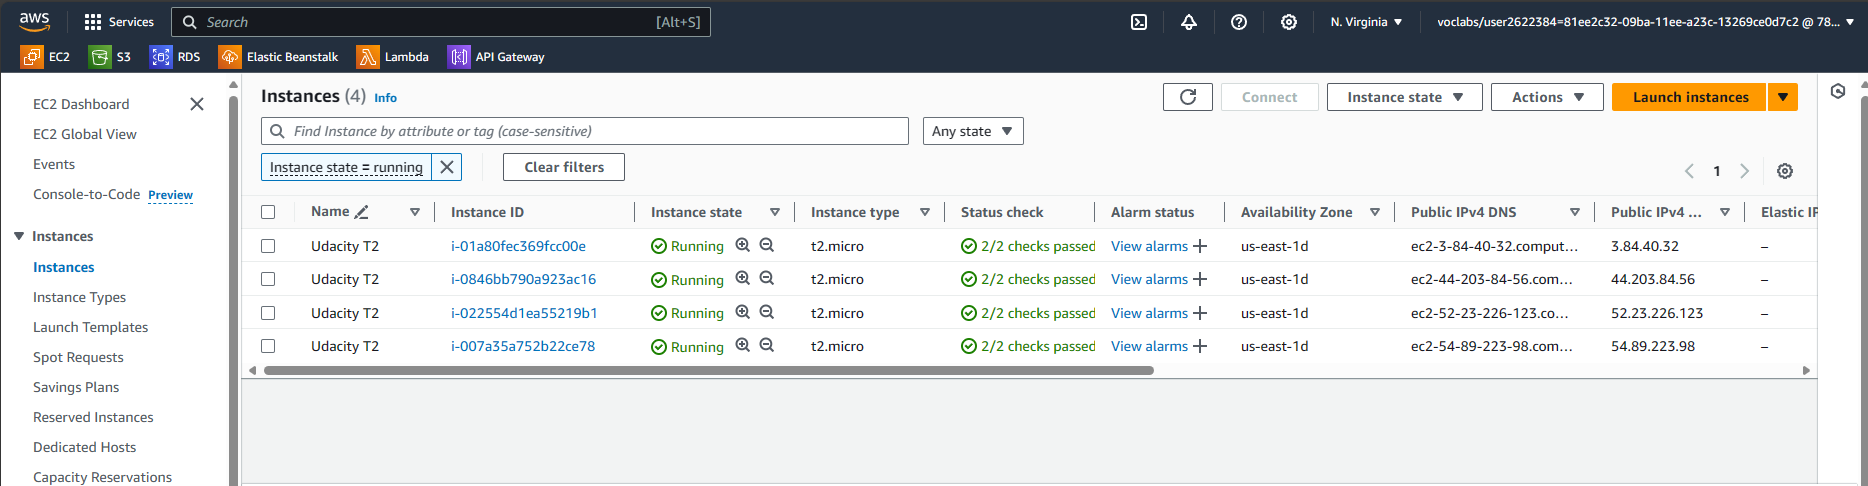 aws Services Search [Alt+S] N. Virginia voclabs/user2622384=81ee2c32-09ba-11ee-a23c-13269ce0d7c2 @ 78...
EC2 S3 RDS Elastic Beanstalk Lambda API Gateway
EC2 Dashboard
EC2 Global View
Events
Console-to-Code Preview
Instances
Instances
Instance Types
Launch Templates
Spot Requests
Savings Plans
Reserved Instances
Dedicated Hosts
Capacity Reservations
Instances (4) Info Connect Instance state Actions Launch instances
Find Instance by attribute or tag (case-sensitive) Any state
Instance state = running Clear filters 1
Name Instance ID Instance state Instance type Status check Alarm status Availability Zone Public IPv4 DNS Public IPv4 ... Elastic IP
Udacity T2 i-01a80fec369fcc00e Running t2.micro 2/2 checks passed View alarms + us-east-1d ec2-3-84-40-32.comput... 3.84.40.32 –
Udacity T2 i-0846bb790a923ac16 Running t2.micro 2/2 checks passed View alarms + us-east-1d ec2-44-203-84-56.com... 44.203.84.56 –
Udacity T2 i-022554d1ea55219b1 Running t2.micro 2/2 checks passed View alarms + us-east-1d ec2-52-23-226-123.co... 52.23.226.123 –
Udacity T2 i-007a35a752b22ce78 Running t2.micro 2/2 checks passed View alarms + us-east-1d ec2-54-89-223-98.com... 54.89.223.98 –